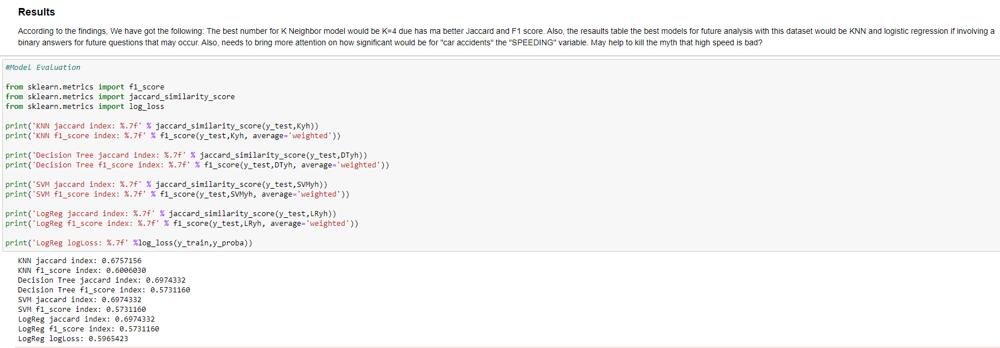 Results
According to the findings, We have got the following: The best number for K Neighbor model would be K=4 due has ma better Jaccard and F1 score. Also, the resaults table the best models for future analysis with this dataset would be KNN and logistic regression if involving a
binary answers for future questions that may occur. Also, needs to bring more attention on how significant would be for "car accidents" the "SPEEDING" variable. May help to kill the myth that high speed is bad?
#Model Evaluation
from sklearn.metrics import f1_score
from sklearn.metrics import jaccard_similarity_score
from sklearn.metrics import log_loss
print('KNN jaccard index: %.7f' % jaccard_similarity_score(y_test,Kyh))
print('KNN f1_score index: %.7f' % f1_score(y_test,Kyh, average='weighted'))
print('Decision Tree jaccard index: %.7f' % jaccard_similarity_score(y_test,DTyh))
print('Decision Tree f1_score index: %.7f' % f1_score(y_test,DTyh, average='weighted'))
print('SVM jaccard index: %.7f' % jaccard_similarity_score(y_test,SVMyh))
print('SVM f1_score index: %.7f' % f1_score(y_test,SVMyh, average='weighted'))
print('LogReg jaccard index: %.7f' % jaccard_similarity_score(y_test,LRyh))
print('LogReg f1_score index: %.7f' % f1_score(y_test,LRyh, average='weighted'))
print('LogReg logLoss: %.7f' %log_loss(y_train,y_proba))
KNN jaccard index: 0.6757156
KNN f1_score index: 0.6006030
Decision Tree jaccard index: 0.6974332
Decision Tree f1_score index: 0.5731160
SVM jaccard index: 0.6974332
SVM f1_score index: 0.5731160
LogReg jaccard index: 0.6974332
LogReg f1_score index: 0.5731160
LogReg logLoss: 0.5965423